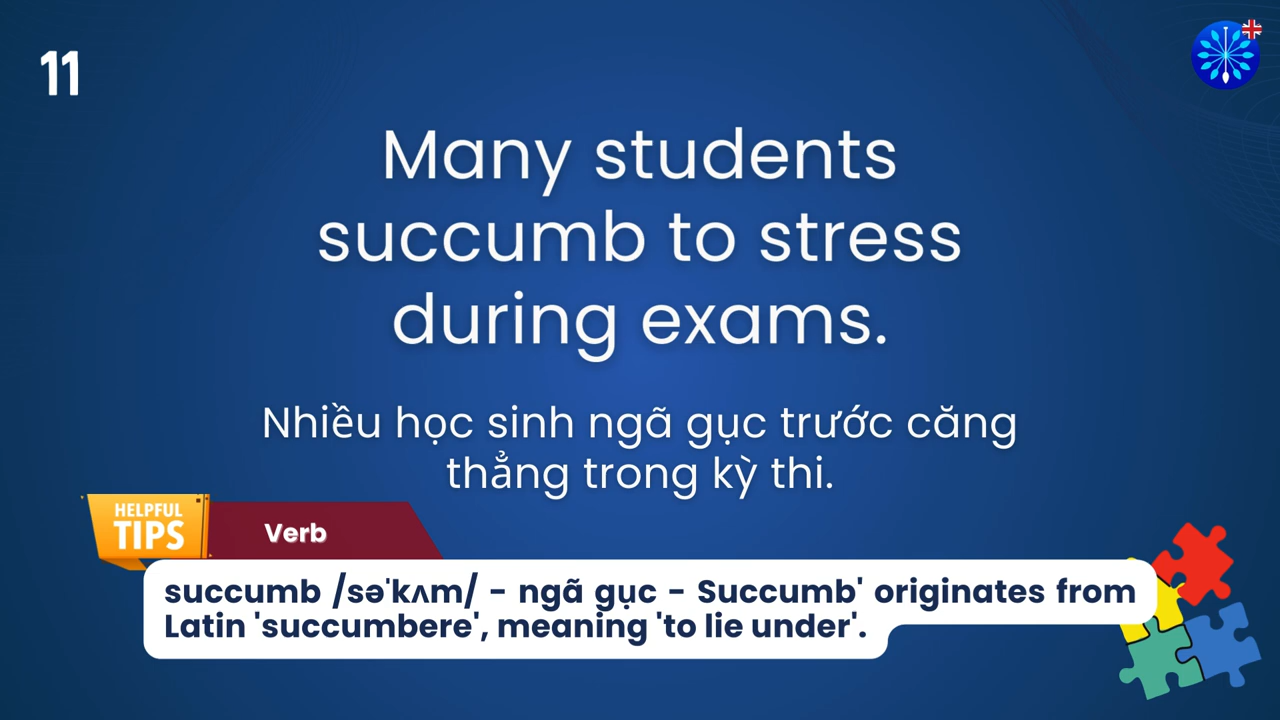 11
Many students
succumb to stress
during exams.
Nhiều học sinh ngã gục trước căng
thẳng trong kỳ thi.
HELPFUL
TIPS
Verb
succumb /səˈkʌm/ - ngã gục - Succumb' originates from
Latin 'succumbere', meaning 'to lie under'.